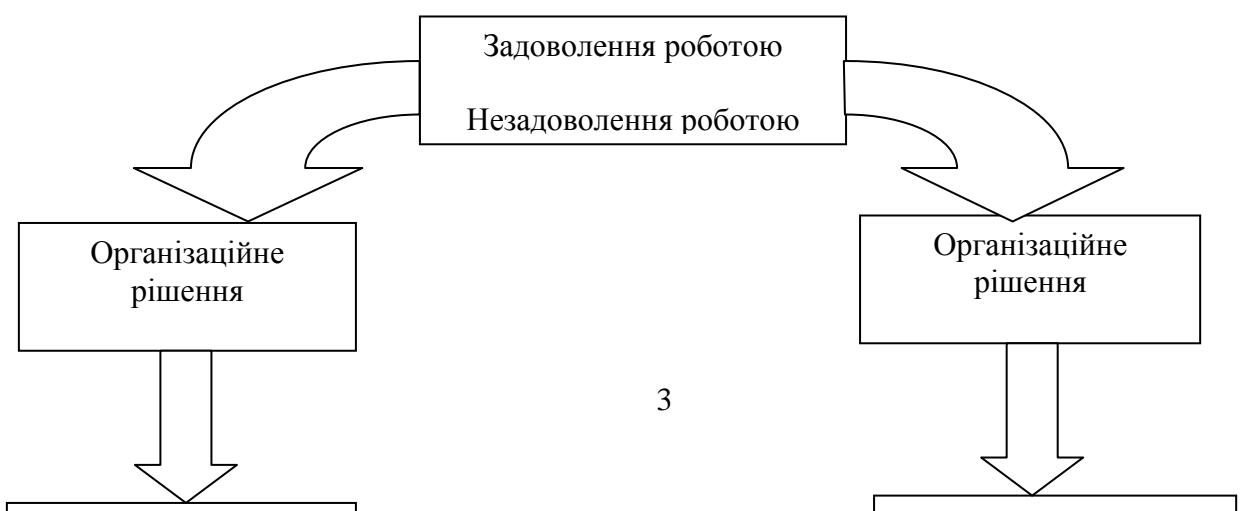 Задоволення роботою
Незадоволення роботою
Організаційне
рішення
Організаційне
рішення
3